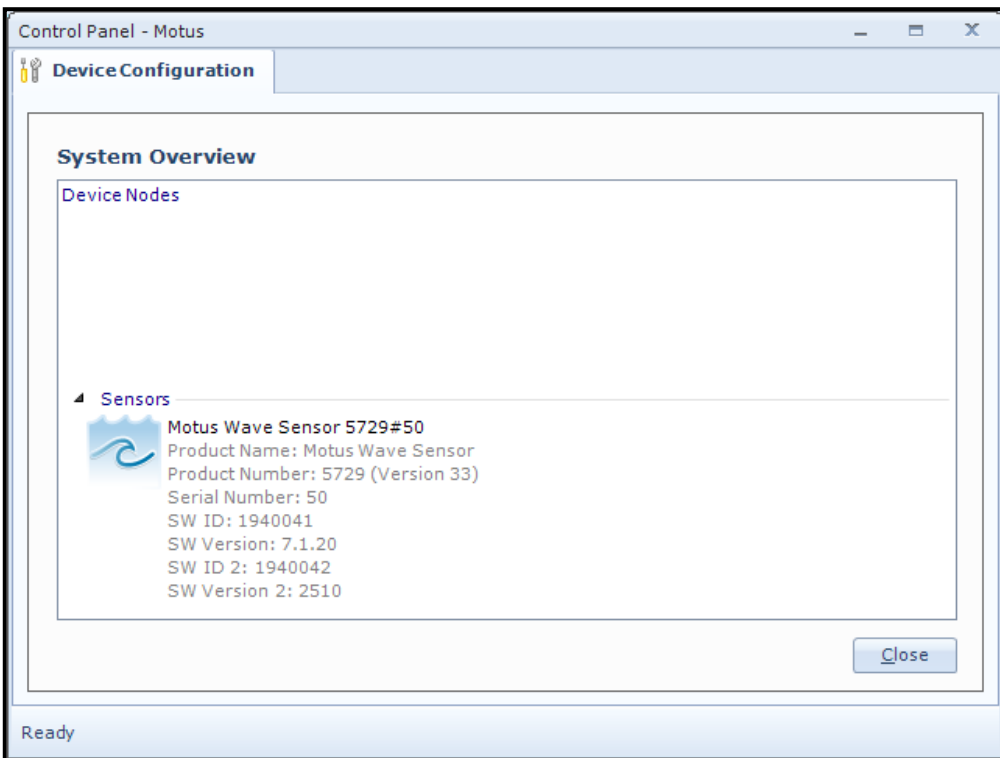 Control Panel - Motus
Device Configuration
System Overview
Device Nodes
Sensors
Motus Wave Sensor 5729#50
Product Name: Motus Wave Sensor
Product Number: 5729 (Version 33)
Serial Number: 50
SW ID: 1940041
SW Version: 7.1.20
SW ID 2: 1940042
SW Version 2: 2510
Close
Ready